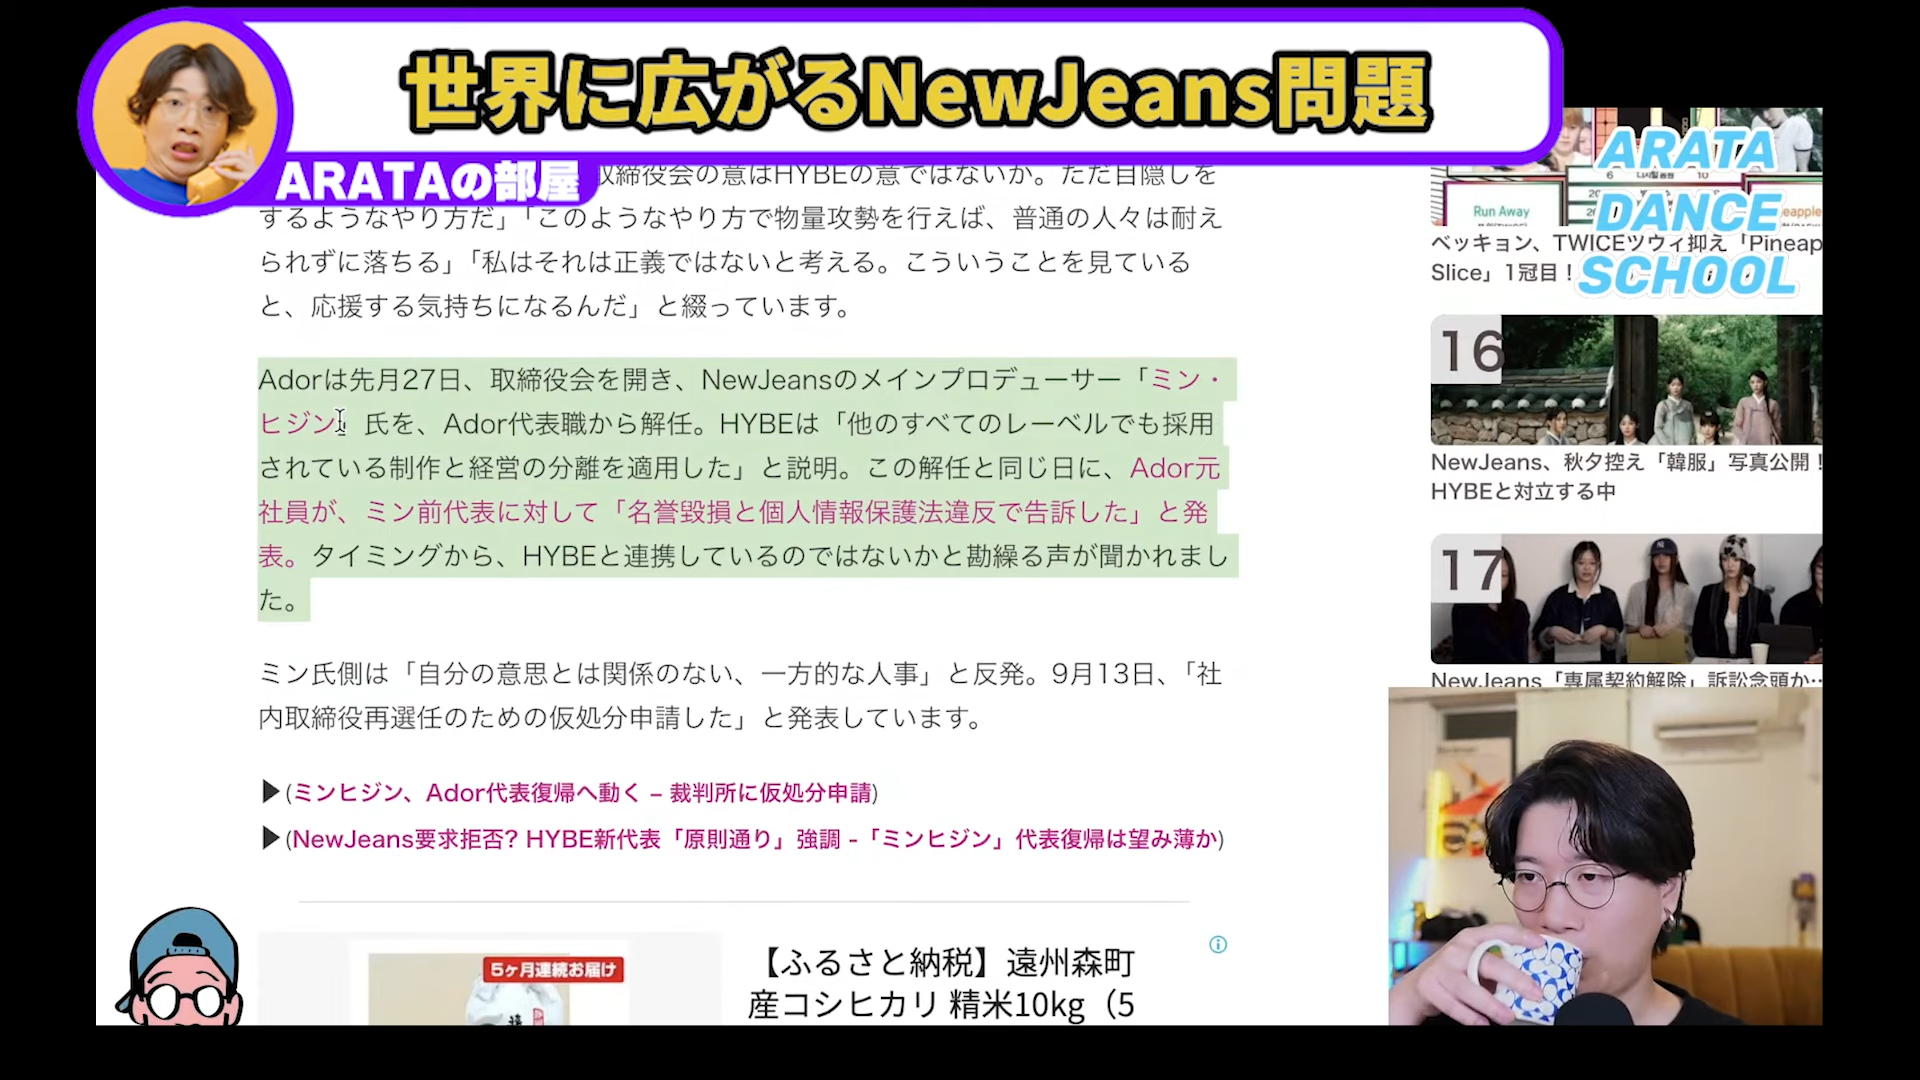 世界に広がるNewJeans問題
ARATAの部屋
取締役会の意はHYBEの意ではないか。ただ目隠しを
するようなやり方だ」「このようなやり方で物量攻勢を行えば、普通の人々は耐え
られずに落ちる」「私はそれは正義ではないと考える。こういうことを見ている
と、応援する気持ちになるんだ」と綴っています。
Adorは先月27日、取締役会を開き、NewJeansのメインプロデューサー「ミン・
ヒジン」氏を、Ador代表職から解任。HYBEは「他のすべてのレーベルでも採用
されている制作と経営の分離を適用した」と説明。この解任と同じ日に、Ador元
社員が、ミン前代表に対して「名誉毀損と個人情報保護法違反で告訴した」と発
表。タイミングから、HYBEと連携しているのではないかと勘繰る声が聞かれまし
た。
ミン氏側は「自分の意思とは関係のない、一方的な人事」と反発。9月13日、「社
内取締役再選任のための仮処分申請した」と発表しています。
▶(ミンヒジン、Ador代表復帰へ動く – 裁判所に仮処分申請)
▶(NewJeans要求拒否? HYBE新代表「原則通り」強調 -「ミンヒジン」代表復帰は望み薄か)
5ヶ月連続お届け
【ふるさと納税】遠州森町
産コシヒカリ 精米10kg（5
ARATA
DANCE
SCHOOL
Run Away
ベッキョン、TWICEツウィ抑え「Pineap
Slice」1冠目！
16
NewJeans、秋夕控え「韓服」写真公開！
HYBEと対立する中
17
NewJeans「専属契約解除」訴訟念頭か…